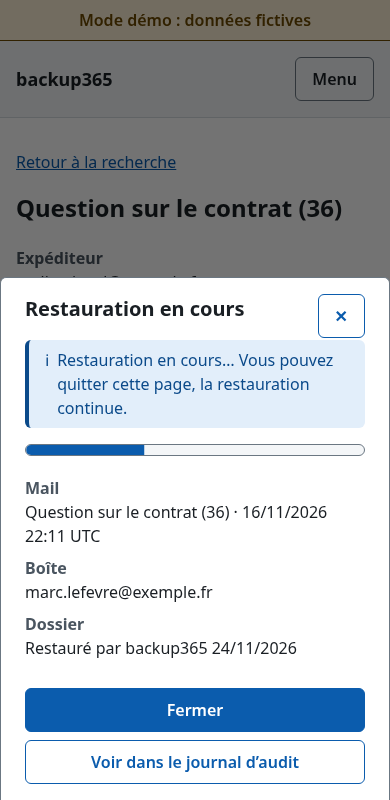 Mode démo : données fictives
backup365
Menu
Retour à la recherche
Question sur le contrat (36)
Expéditeur
Restauration en cours
×
i Restauration en cours... Vous pouvez
quitter cette page, la restauration
continue.
Mail
Question sur le contrat (36) · 16/11/2026
22:11 UTC
Boîte
marc.lefevre@exemple.fr
Dossier
Restauré par backup365 24/11/2026
Fermer
Voir dans le journal d’audit